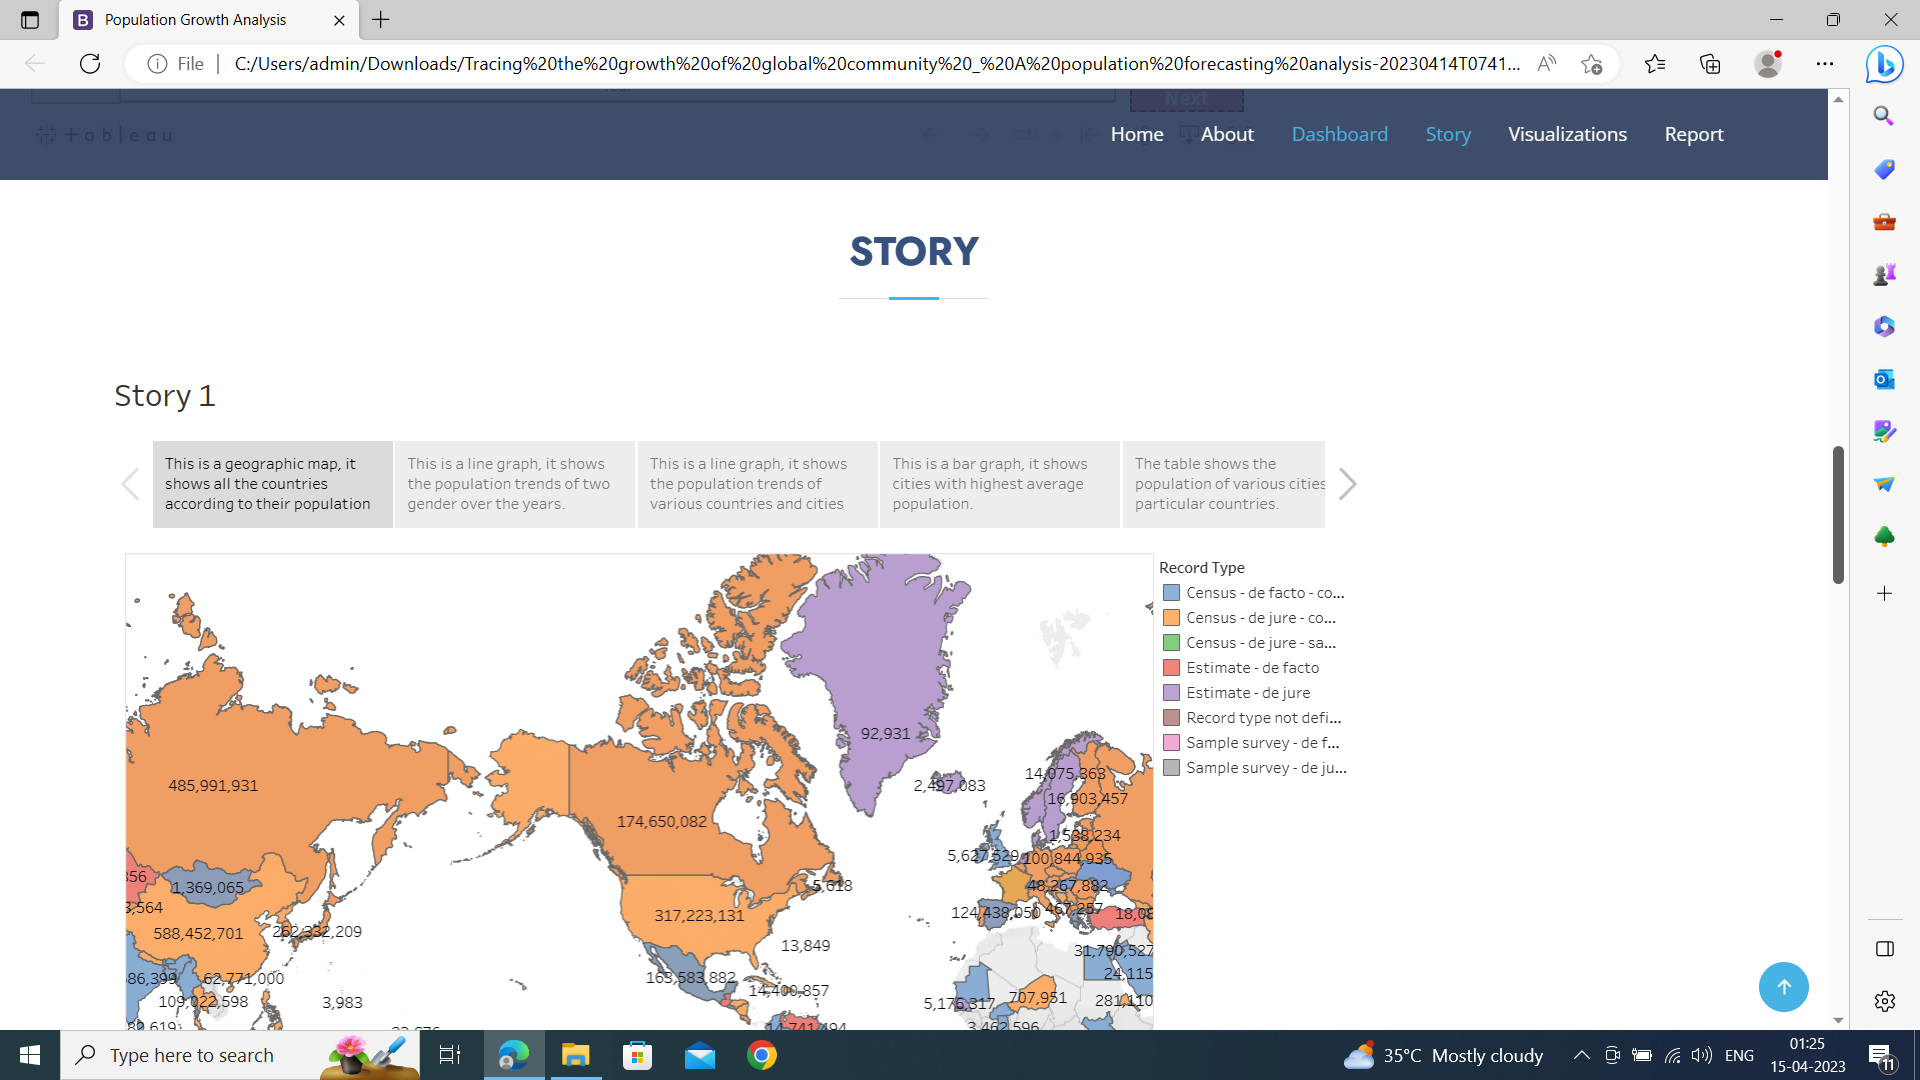 Population Growth Analysis
File
C:/Users/admin/Downloads/Tracing%20the%20growth%20of%20global%20community%20_%20A%20population%20forecasting%20analysis-20230414T0741...
Next
+ableau
Home About Dashboard Story Visualizations Report
STORY
Story 1
This is a geographic map, it
shows all the countries
according to their population
This is a line graph, it shows
the population trends of two
gender over the years.
This is a line graph, it shows
the population trends of
various countries and cities
This is a bar graph, it shows
cities with highest average
population.
The table shows the
population of various cities
particular countries.
Record Type
Census - de facto - co...
Census - de jure - co...
Census - de jure - sa...
Estimate - de facto
Estimate - de jure
Record type not defi...
Sample survey - de f...
Sample survey - de ju...
92,931
485,991,931
2,497,083
14,075,363
16,903,457
174,650,082
1,538,234
5,627,529
100,844,935
356
1,369,065
5,618
48,267,882
3,564
317,223,131
124,438,050
467,257
18,08
588,452,701
262,332,209
13,849
31,790,527
86,399
62,771,000
163,583,882
24,115
109,022,598
3,983
14,400,857
5,176,317
707,951
281,110
82,619
14,741,494
3,462,596
Type here to search
35°C Mostly cloudy
ENG
01:25
15-04-2023
11